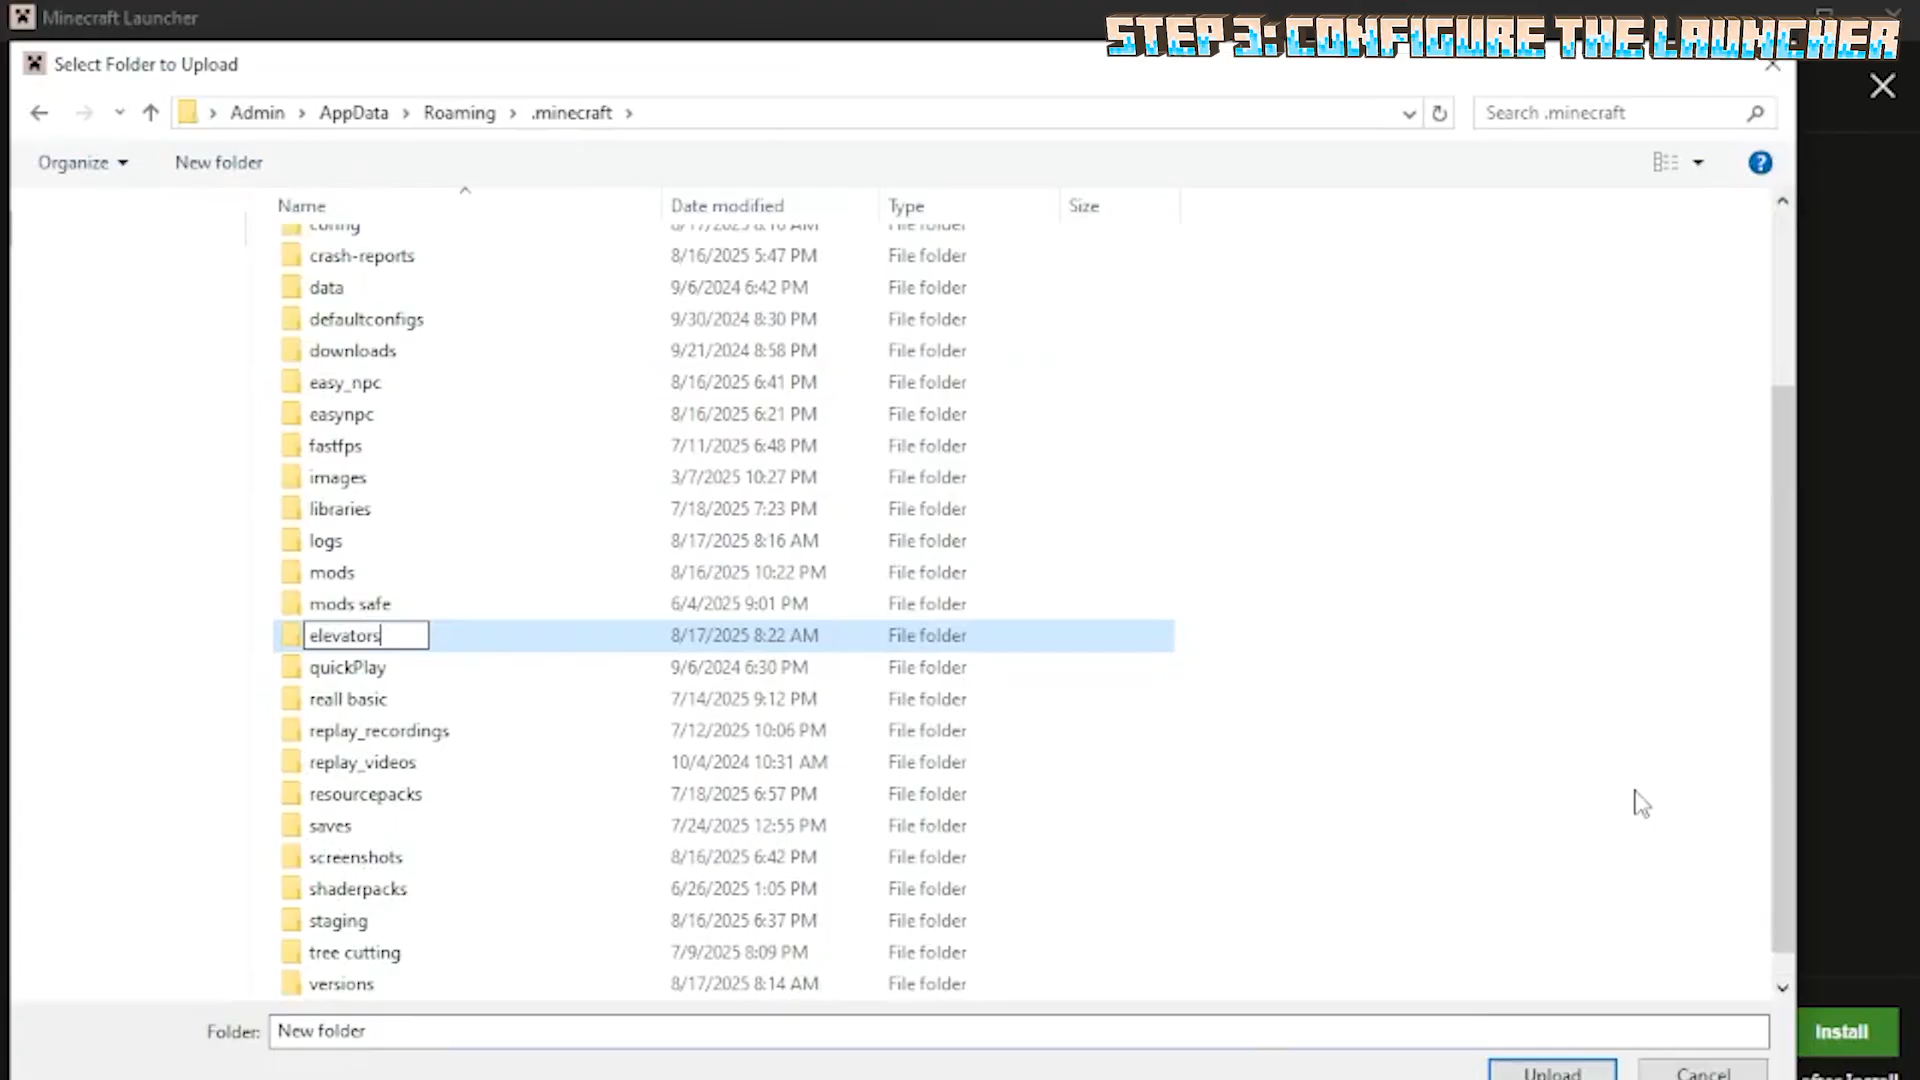 Minecraft Launcher
STEP 3: CONFIGURE THE LAUNCHER
Select Folder to Upload
Admin AppData Roaming .minecraft Search .minecraft
Organize New folder
Name Date modified Type Size
config 8/17/2025 8:16 AM File folder
crash-reports 8/16/2025 5:47 PM File folder
data 9/6/2024 6:42 PM File folder
defaultconfigs 9/30/2024 8:30 PM File folder
downloads 9/21/2024 8:58 PM File folder
easy_npc 8/16/2025 6:41 PM File folder
easynpc 8/16/2025 6:21 PM File folder
fastfps 7/11/2025 6:48 PM File folder
images 3/7/2025 10:27 PM File folder
libraries 7/18/2025 7:23 PM File folder
logs 8/17/2025 8:16 AM File folder
mods 8/16/2025 10:22 PM File folder
mods safe 6/4/2025 9:01 PM File folder
elevators 8/17/2025 8:22 AM File folder
quickPlay 9/6/2024 6:30 PM File folder
reall basic 7/14/2025 9:12 PM File folder
replay_recordings 7/12/2025 10:06 PM File folder
replay_videos 10/4/2024 10:31 AM File folder
resourcepacks 7/18/2025 6:57 PM File folder
saves 7/24/2025 12:55 PM File folder
screenshots 8/16/2025 6:42 PM File folder
shaderpacks 6/26/2025 1:05 PM File folder
staging 8/16/2025 6:37 PM File folder
tree cutting 7/9/2025 8:09 PM File folder
versions 8/17/2025 8:14 AM File folder
Folder: New folder
Install
Upload Cancel